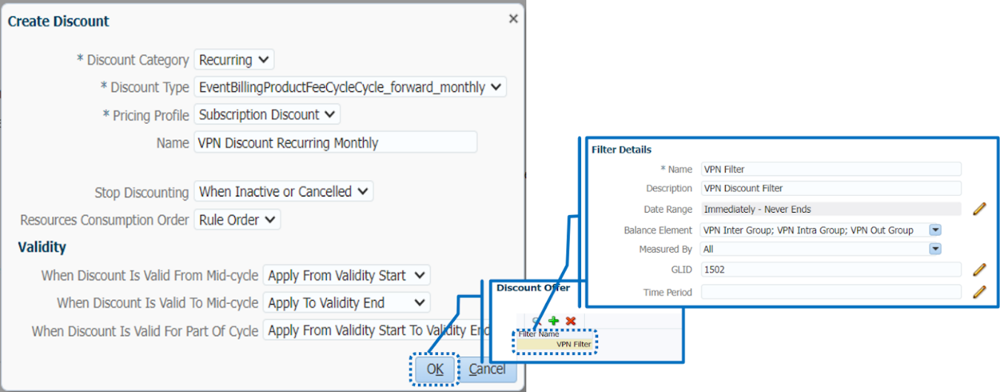 Create Discount
* Discount Category Recurring
* Discount Type EventBillingProductFeeCycleCycle_forward_monthly
* Pricing Profile Subscription Discount
Name VPN Discount Recurring Monthly
Stop Discounting When Inactive or Cancelled
Resources Consumption Order Rule Order
Validity
When Discount Is Valid From Mid-cycle Apply From Validity Start
When Discount Is Valid To Mid-cycle Apply To Validity End
When Discount Is Valid For Part Of Cycle Apply From Validity Start To Validity End
OK Cancel
Discount Offer
Filter Name
VPN Filter
Filter Details
* Name VPN Filter
Description VPN Discount Filter
Date Range Immediately - Never Ends
Balance Element VPN Inter Group; VPN Intra Group; VPN Out Group
Measured By All
GLID 1502
Time Period